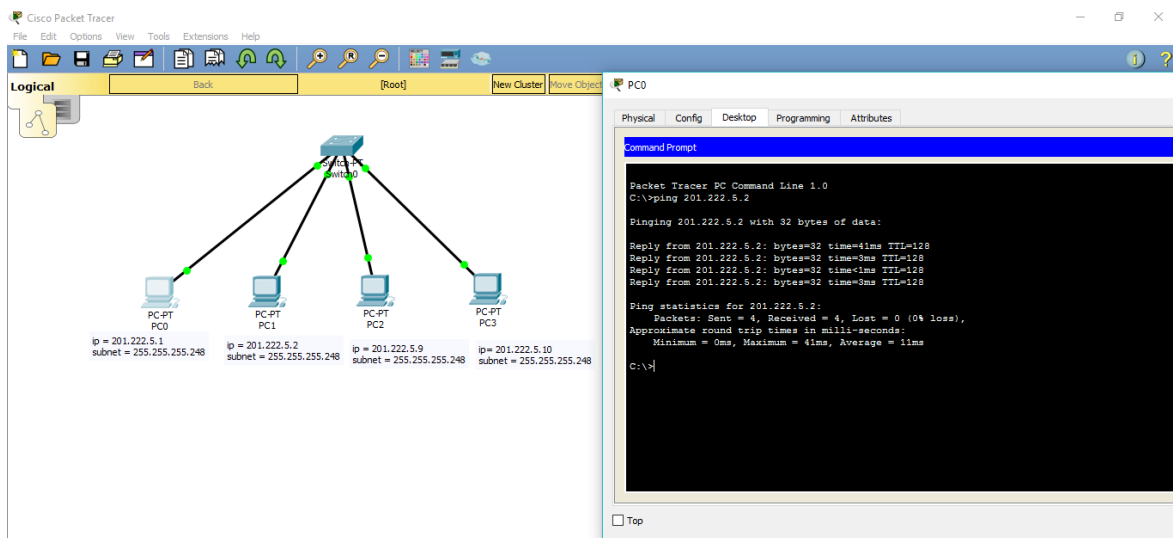 Cisco Packet Tracer
File Edit Options View Tools Extensions Help
Logical
Back
[Root]
New Cluster
Move Object
Switch-PT
Switch0
PC-PT
PC0
ip = 201.222.5.1
subnet = 255.255.255.248
PC-PT
PC1
ip = 201.222.5.2
subnet = 255.255.255.248
PC-PT
PC2
ip = 201.222.5.9
subnet = 255.255.255.248
PC-PT
PC3
ip= 201.222.5.10
subnet = 255.255.255.248
PC0
Physical Config Desktop Programming Attributes
Command Prompt
Packet Tracer PC Command Line 1.0
C:\>ping 201.222.5.2
Pinging 201.222.5.2 with 32 bytes of data:
Reply from 201.222.5.2: bytes=32 time=41ms TTL=128
Reply from 201.222.5.2: bytes=32 time=3ms TTL=128
Reply from 201.222.5.2: bytes=32 time<1ms TTL=128
Reply from 201.222.5.2: bytes=32 time=3ms TTL=128
Ping statistics for 201.222.5.2:
Packets: Sent = 4, Received = 4, Lost = 0 (0% loss),
Approximate round trip times in milli-seconds:
Minimum = 0ms, Maximum = 41ms, Average = 11ms
C:\>
Top